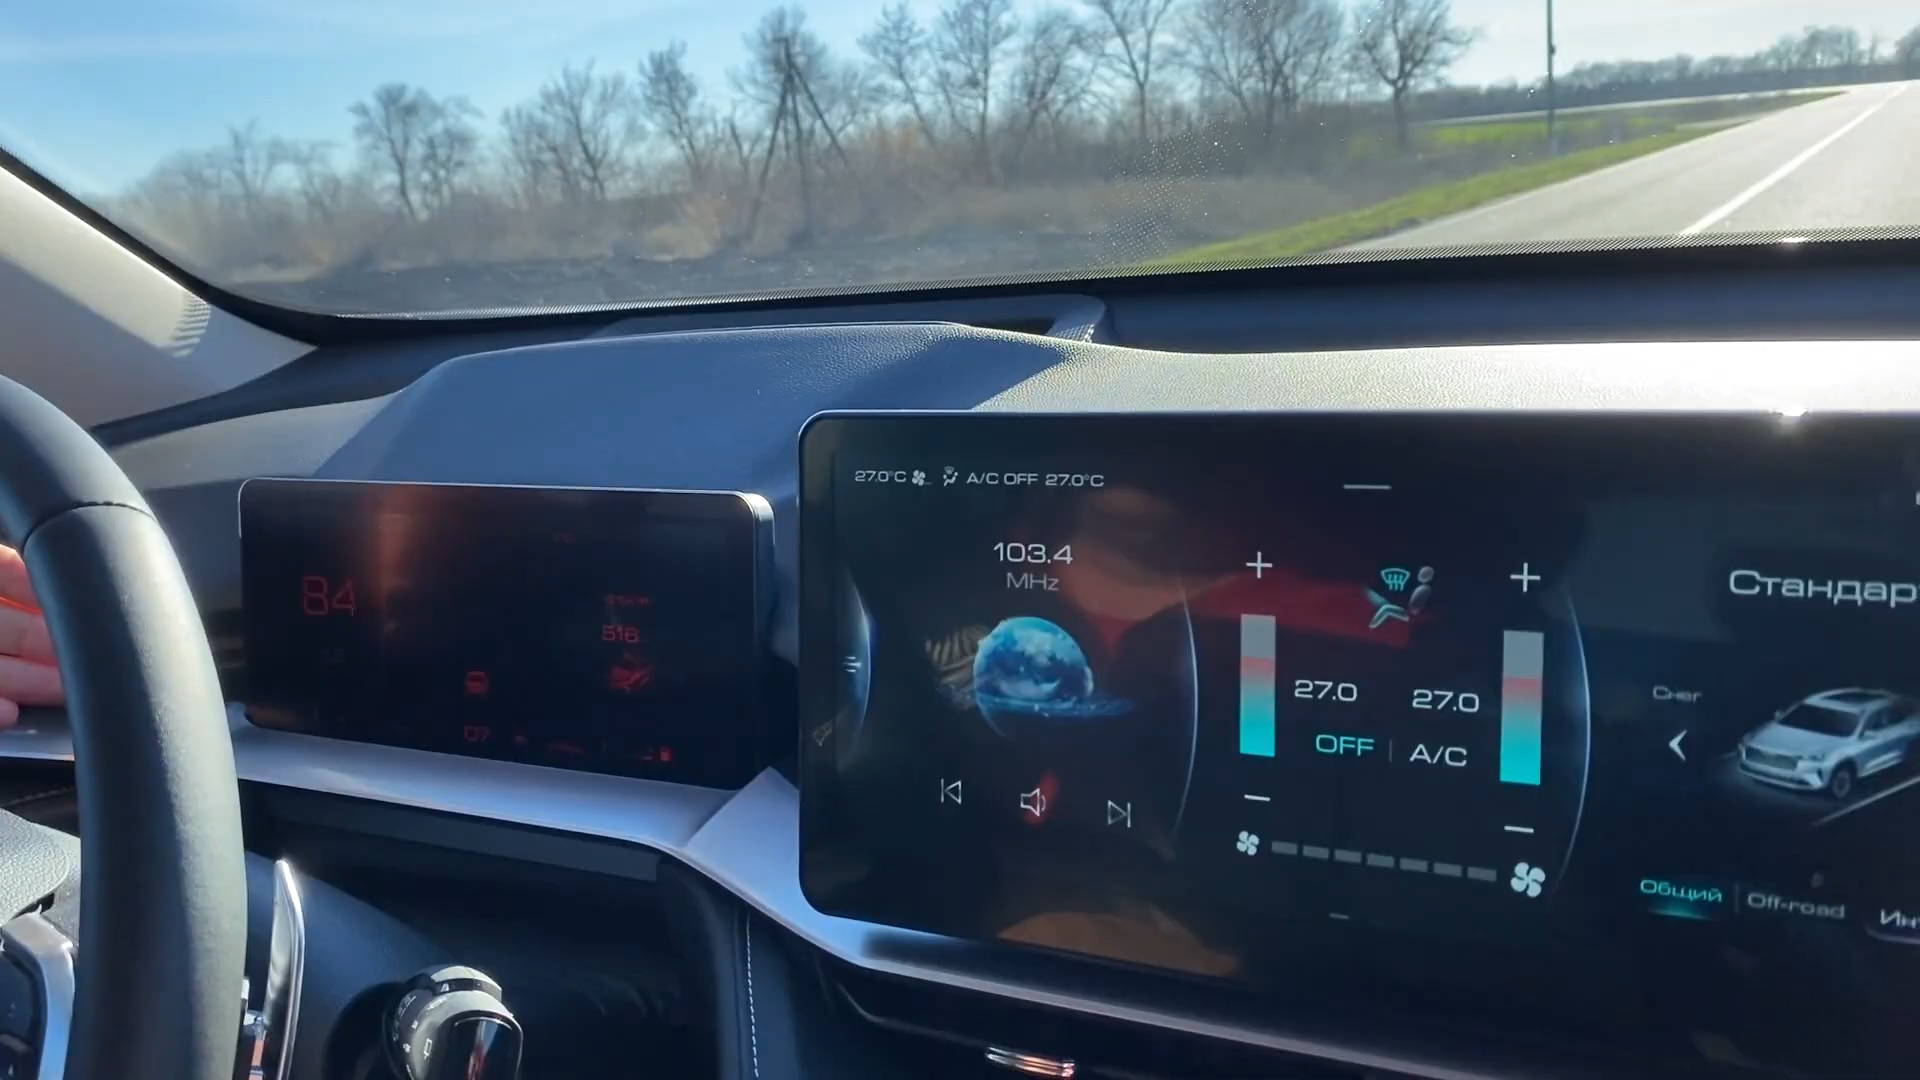 27.0°C A/C OFF 27.0°C
103.4
MHz
27.0 27.0
OFF | A/C
Снег
Общий | Off-road
84
516
D7